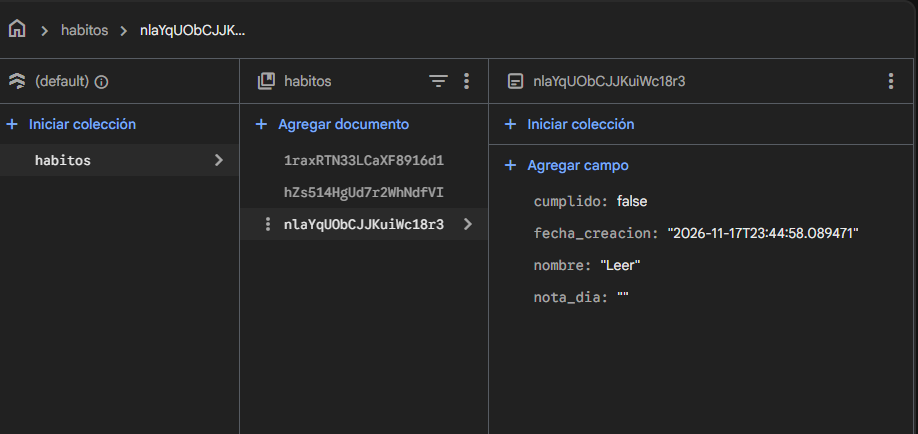 habitos nlaYqUObCJJK...
(default)
Iniciar colección
habitos
habitos
Agregar documento
1raxRTN33LCaXF8916d1
hZs514HgUd7r2WhNdfVI
nlaYqUObCJJKuiWc18r3
nlaYqUObCJJKuiWc18r3
Iniciar colección
Agregar campo
cumplido: false
fecha_creacion: "2026-11-17T23:44:58.089471"
nombre: "Leer"
nota_dia: ""